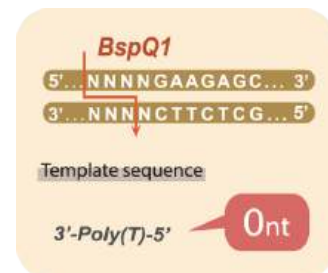 BspQ1
5'...NNNNGAAGAGC... 3'
3'...NNNNCTTCTCG... 5'
Template sequence
3'-Poly(T)-5'
0nt